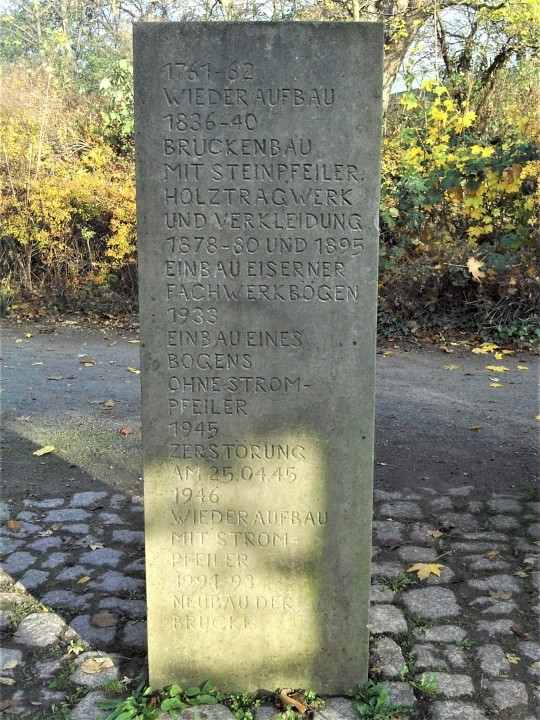 1761-62
WIEDERAUFBAU
1836-40
BRÜCKENBAU
MIT STEINPFEILER,
HOLZTRAGWERK
UND VERKLEIDUNG
1878-80 UND 1895
EINBAU EISERNER
FACHWERKBÖGEN
1933
EINBAU EINES
BOGENS
OHNE STROM-
PFEILER
1945
ZERSTÖRUNG
AM 25.04.45
1946
WIEDERAUFBAU
MIT STROM-
PFEILER
1991-93
NEUBAU DER
BRÜCKE